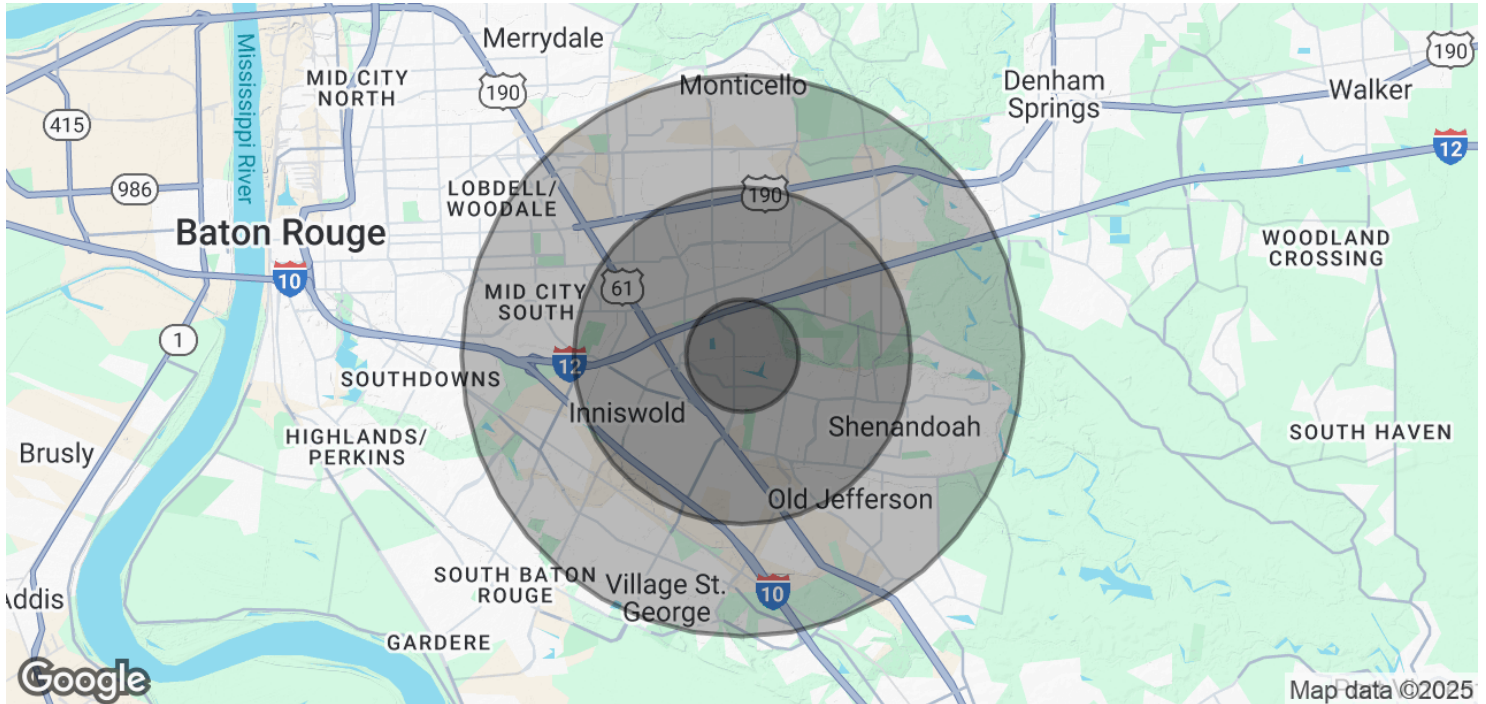 Merrydale
MID CITY
NORTH
190
Monticello
Denham
Springs
Walker
190
415
Mississippi River
12
986
LOBDELL/
WOODALE
190
Baton Rouge
WOODLAND
CROSSING
10
61
MID CITY
SOUTH
1
12
SOUTHDOWNS
Inniswold
Shenandoah
HIGHLANDS/
PERKINS
SOUTH HAVEN
Brusly
Old Jefferson
SOUTH BATON
ROUGE
Village St.
George
10
Addis
GARDERE
Google
Map data ©2025